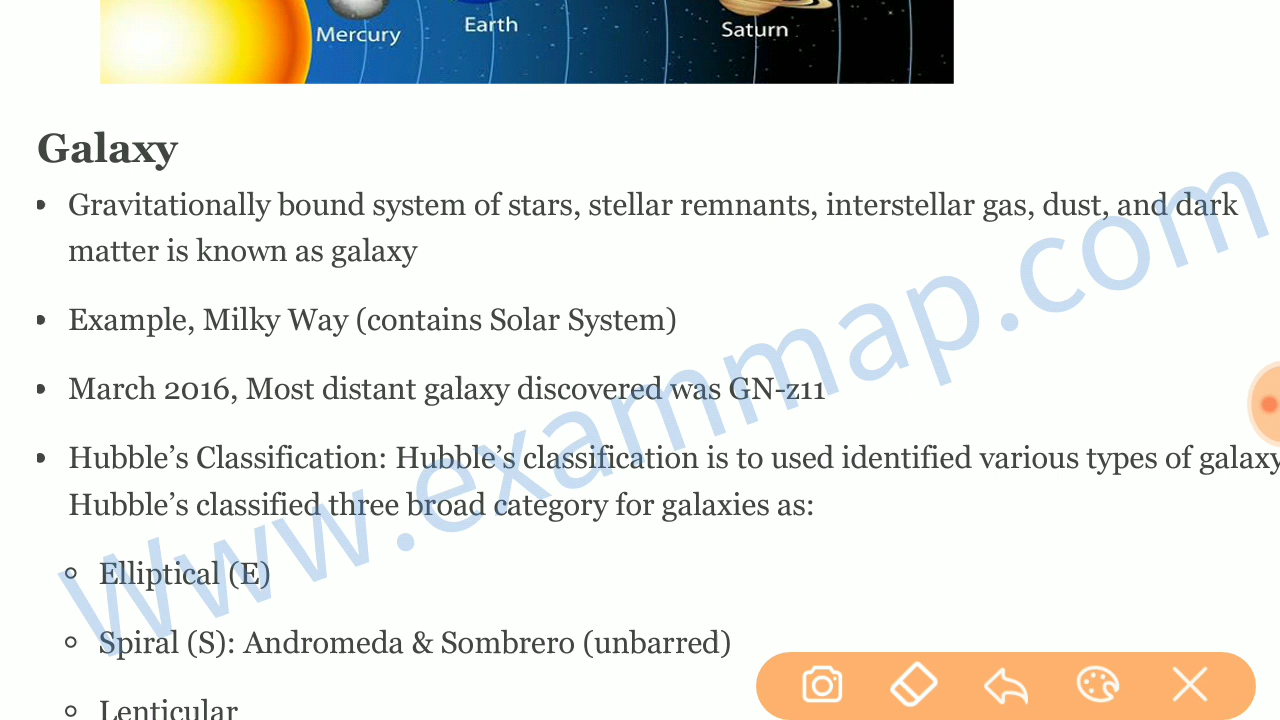 Mercury
Earth
Saturn
Galaxy
• Gravitationally bound system of stars, stellar remnants, interstellar gas, dust, and dark
matter is known as galaxy
• Example, Milky Way (contains Solar System)
• March 2016, Most distant galaxy discovered was GN-z11
• Hubble’s Classification: Hubble’s classification is to used identified various types of galaxy
Hubble’s classified three broad category for galaxies as:
Elliptical (E)
Spiral (S): Andromeda & Sombrero (unbarred)
Lenticular
Www.exammap.com